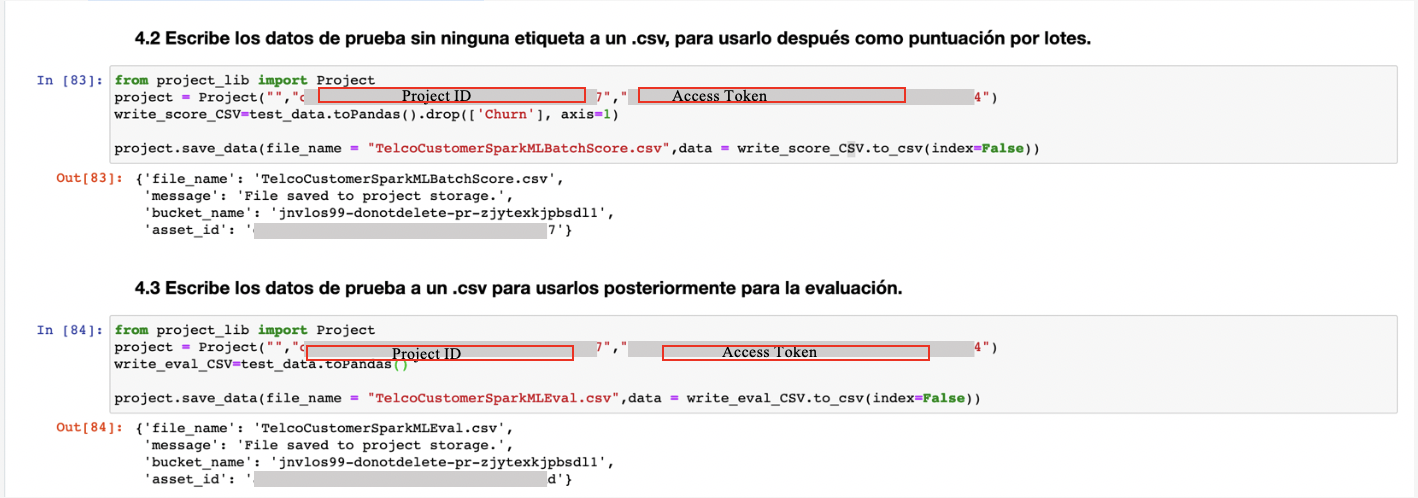 4.2 Escribe los datos de prueba sin ninguna etiqueta a un .csv, para usarlo después como puntuación por lotes.
In [83]: from project_lib import Project
project = Project("","c Project ID 7"," Access Token 4")
write_score_CSV=test_data.toPandas().drop(['Churn'], axis=1)
project.save_data(file_name = "TelcoCustomerSparkMLBatchScore.csv",data = write_score_CSV.to_csv(index=False))
Out[83]: {'file_name': 'TelcoCustomerSparkMLBatchScore.csv',
'message': 'File saved to project storage.',
'bucket_name': 'jnvlos99-donotdelete-pr-zjytexkjpbsdl1',
'asset_id': ' 7'}
4.3 Escribe los datos de prueba a un .csv para usarlos posteriormente para la evaluación.
In [84]: from project_lib import Project
project = Project("","c Project ID 7"," Access Token 4")
write_eval_CSV=test_data.toPandas()
project.save_data(file_name = "TelcoCustomerSparkMLEval.csv",data = write_eval_CSV.to_csv(index=False))
Out[84]: {'file_name': 'TelcoCustomerSparkMLEval.csv',
'message': 'File saved to project storage.',
'bucket_name': 'jnvlos99-donotdelete-pr-zjytexkjpbsdl1',
'asset_id': ' d'}